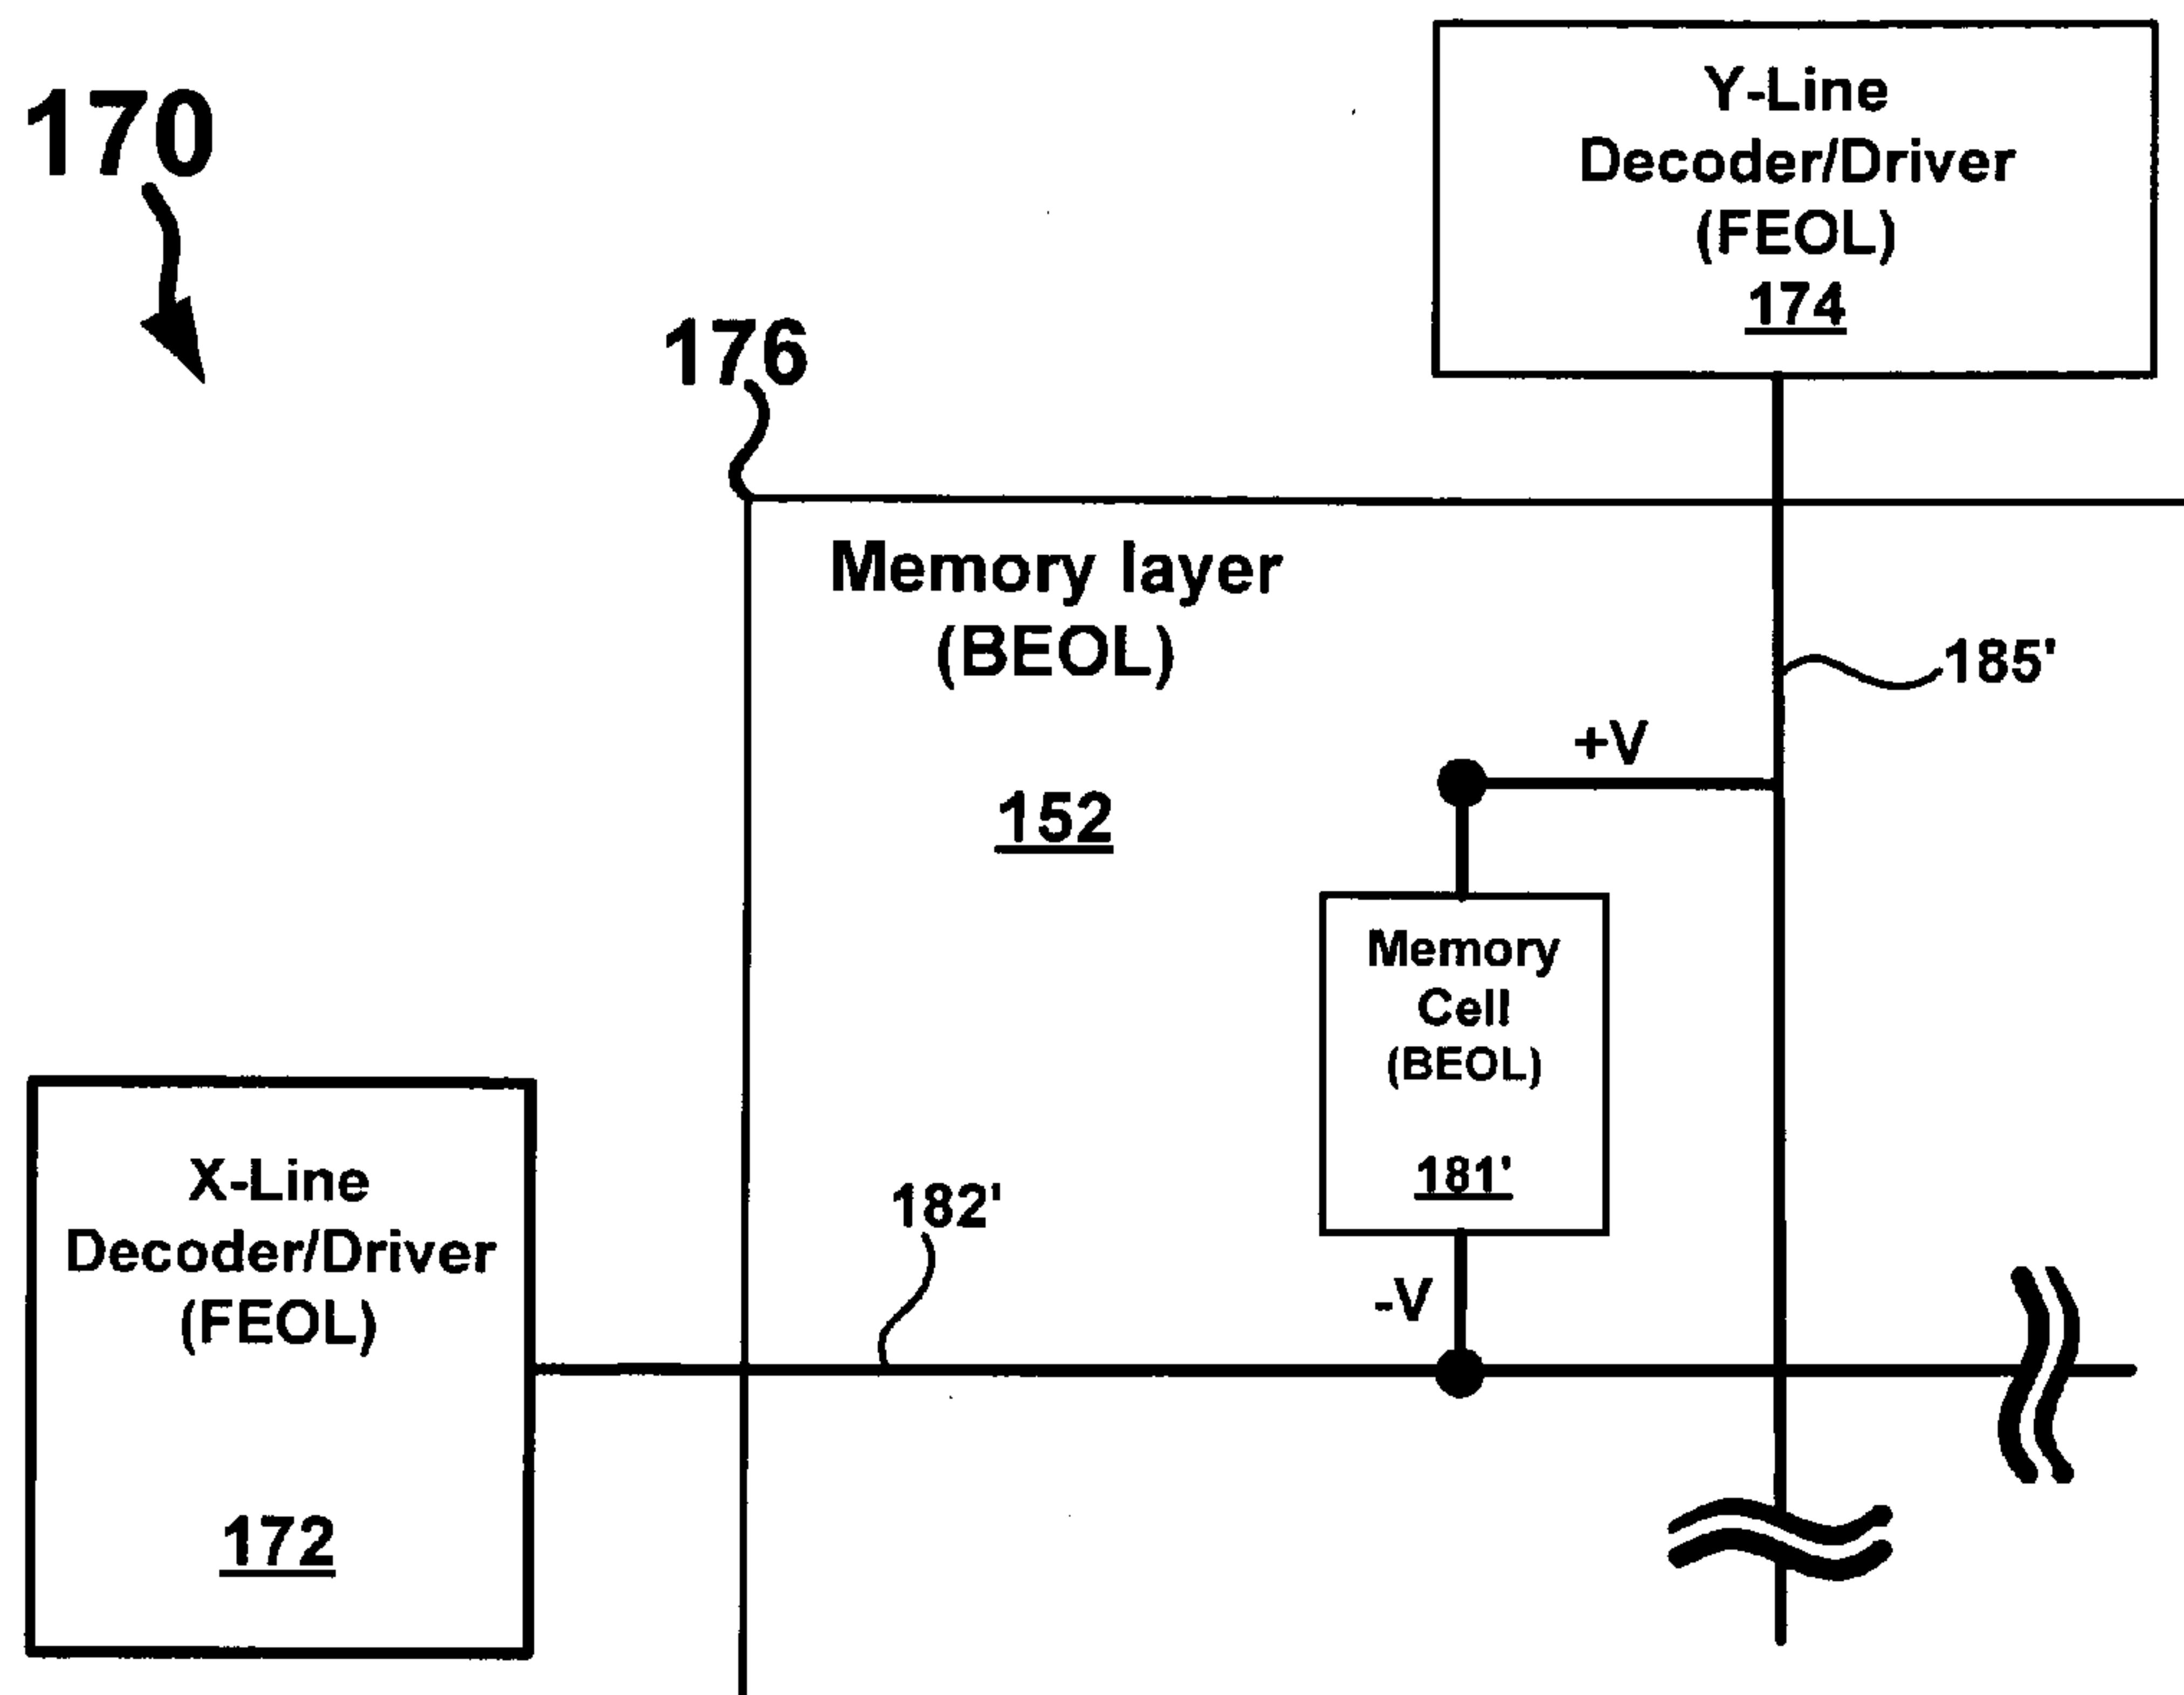 170
Y-Line
Decoder/Driver
(FEOL)
174
176
Memory layer
(BEOL)
152
185'
+V
Memory
Cell
(BEOL)
181'
-V
182'
X-Line
Decoder/Driver
(FEOL)
172